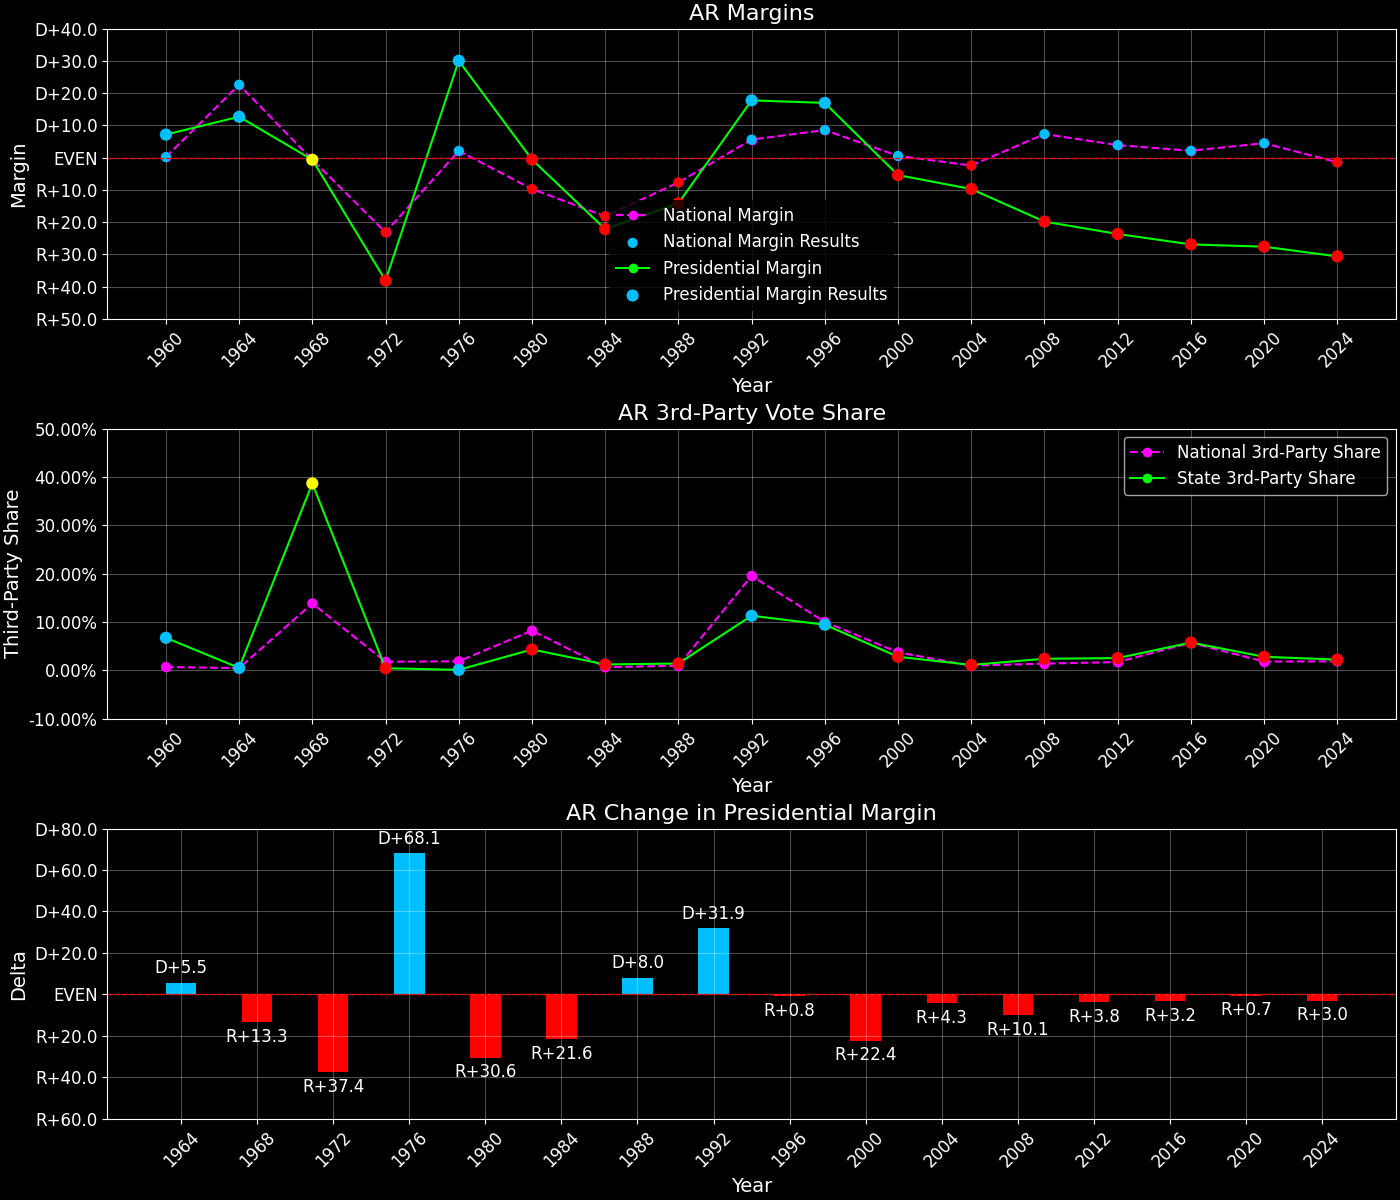 AR Margins
D+40.0
D+30.0
D+20.0
D+10.0
EVEN
R+10.0
R+20.0
R+30.0
R+40.0
R+50.0
Margin
National Margin
National Margin Results
Presidential Margin
Presidential Margin Results
1960 1964 1968 1972 1976 1980 1984 1988 1992 1996 2000 2004 2008 2012 2016 2020 2024
Year
AR 3rd-Party Vote Share
50.00%
40.00%
30.00%
20.00%
10.00%
0.00%
-10.00%
Third-Party Share
National 3rd-Party Share
State 3rd-Party Share
1960 1964 1968 1972 1976 1980 1984 1988 1992 1996 2000 2004 2008 2012 2016 2020 2024
Year
AR Change in Presidential Margin
D+80.0
D+60.0
D+40.0
D+20.0
EVEN
R+20.0
R+40.0
R+60.0
Delta
D+5.5
R+13.3
R+37.4
D+68.1
R+30.6
R+21.6
D+8.0
D+31.9
R+0.8
R+22.4
R+4.3
R+10.1
R+3.8
R+3.2
R+0.7
R+3.0
1964 1968 1972 1976 1980 1984 1988 1992 1996 2000 2004 2008 2012 2016 2020 2024
Year